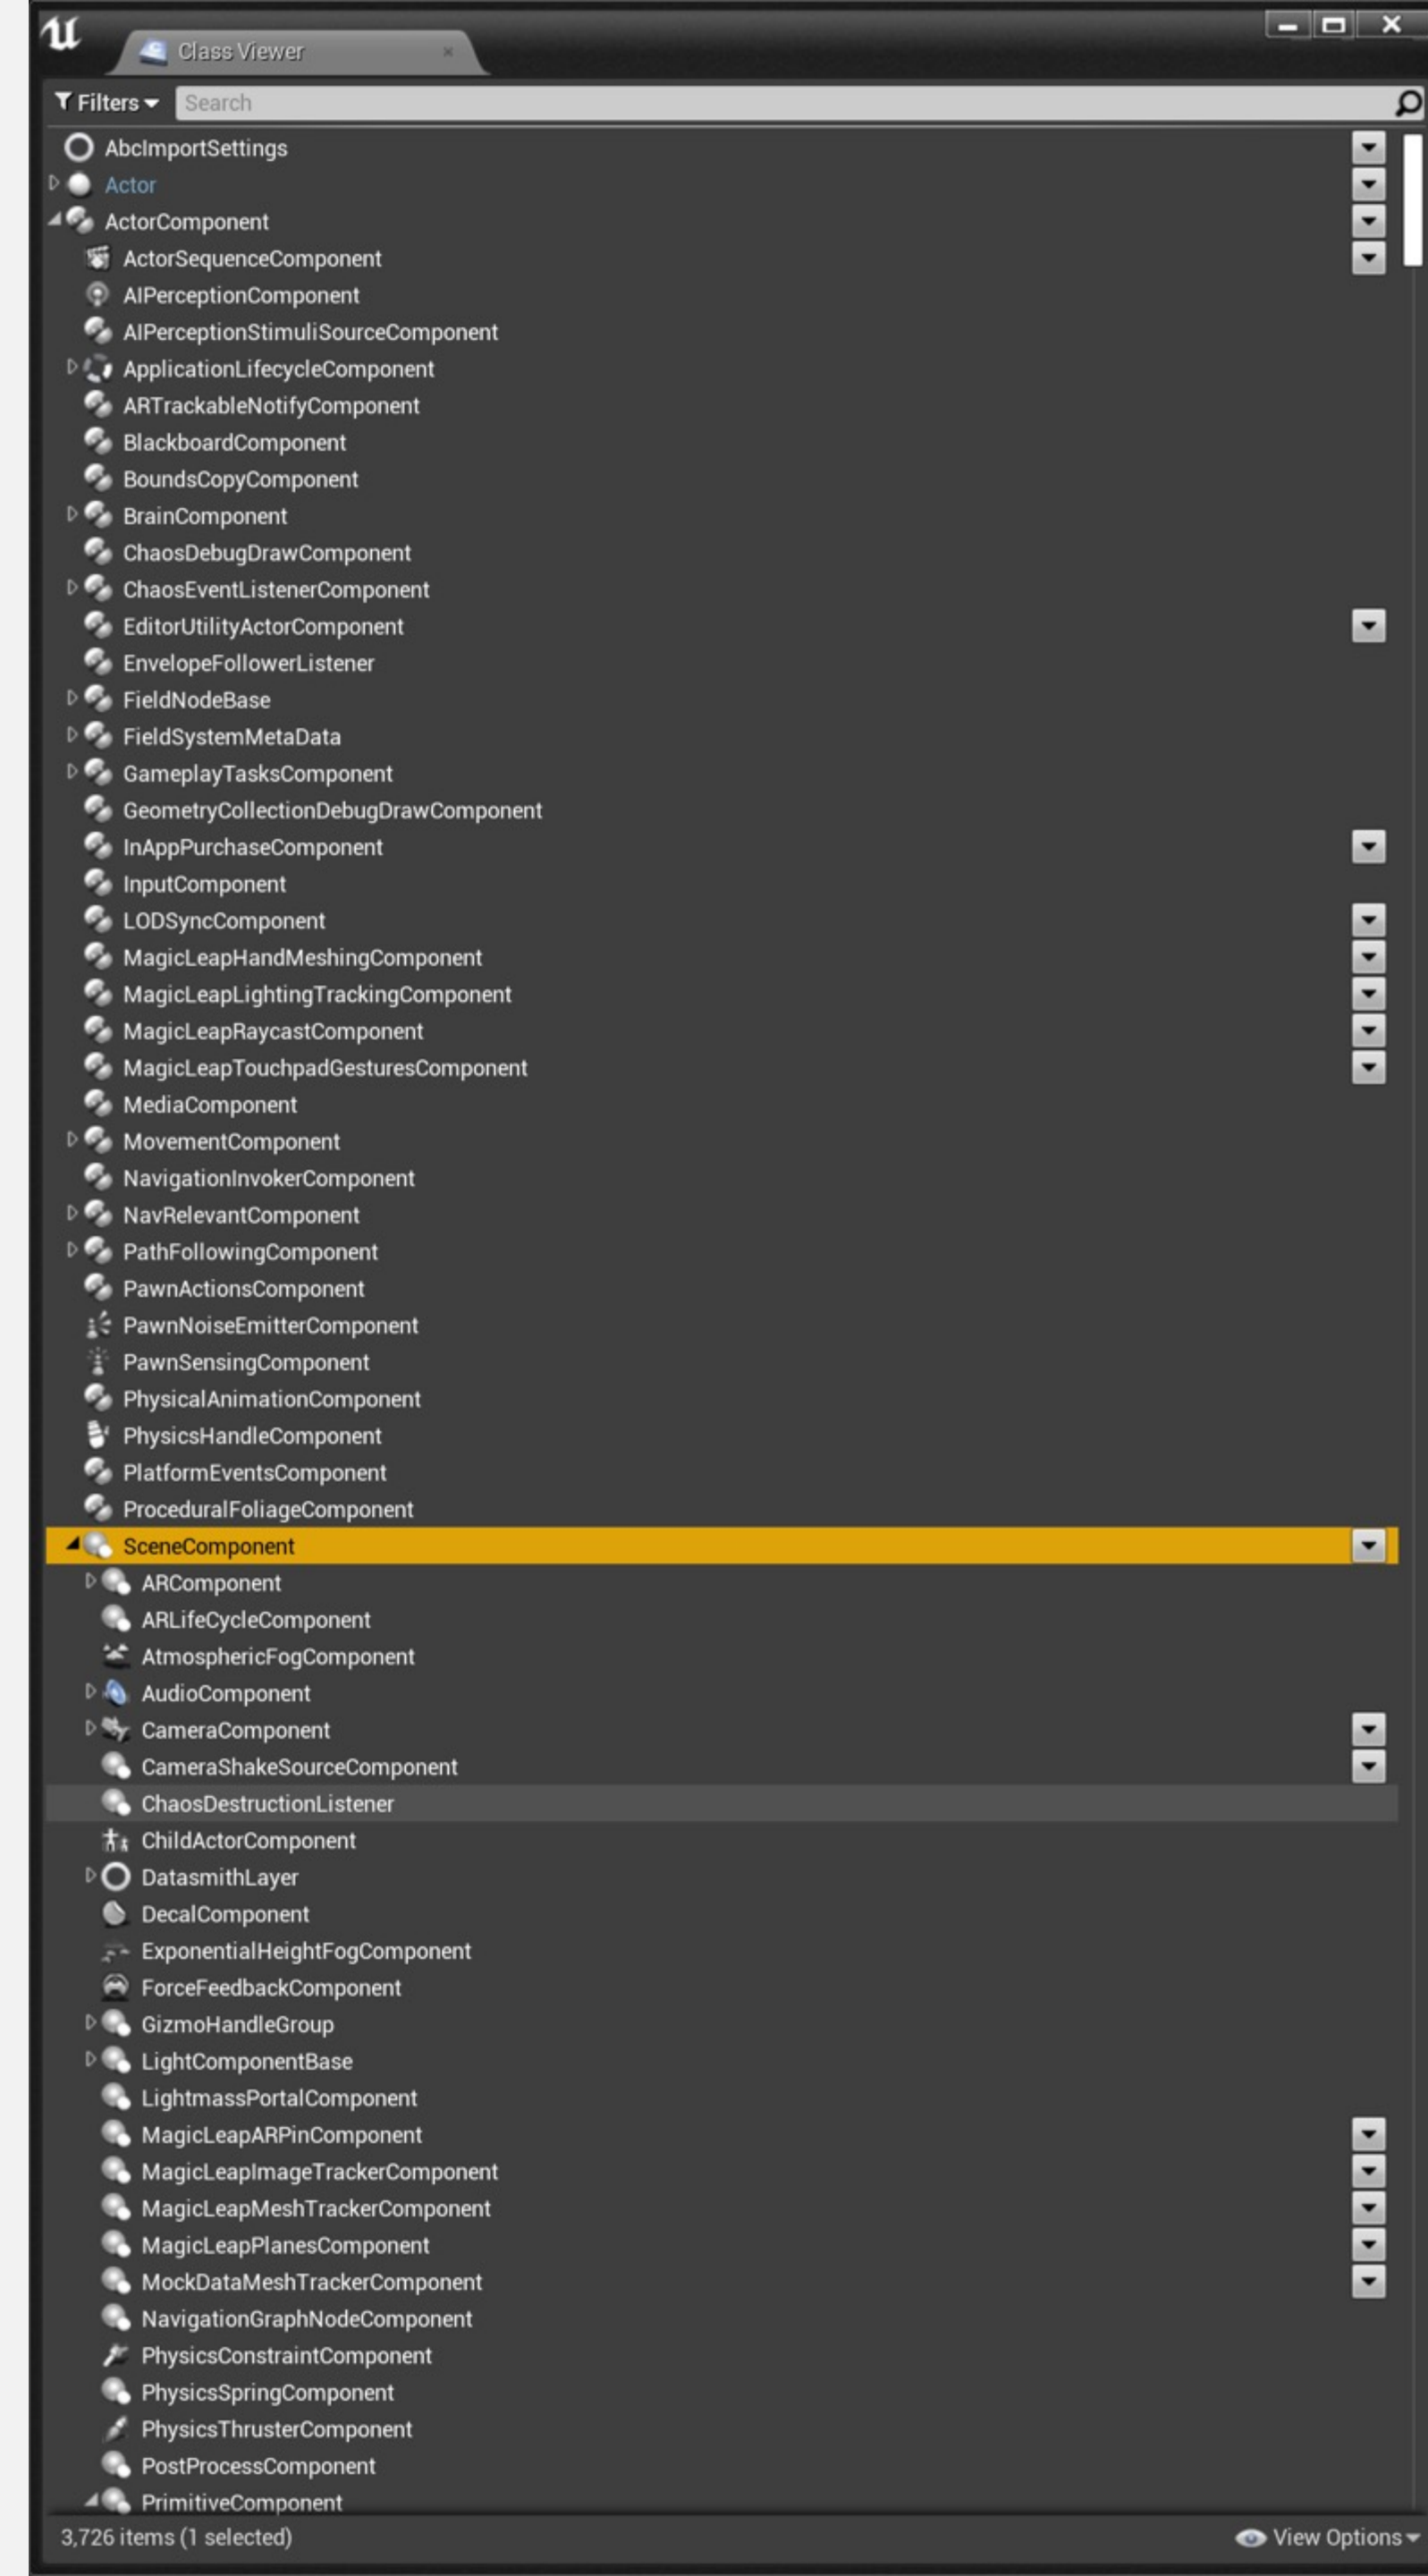 Class Viewer
Filters
Search
AbcImportSettings
Actor
ActorComponent
ActorSequenceComponent
AIPerceptionComponent
AIPerceptionStimuliSourceComponent
ApplicationLifecycleComponent
ARTrackableNotifyComponent
BlackboardComponent
BoundsCopyComponent
BrainComponent
ChaosDebugDrawComponent
ChaosEventListenerComponent
EditorUtilityActorComponent
EnvelopeFollowerListener
FieldNodeBase
FieldSystemMetaData
GameplayTasksComponent
GeometryCollectionDebugDrawComponent
InAppPurchaseComponent
InputComponent
LODSyncComponent
MagicLeapHandMeshingComponent
MagicLeapLightingTrackingComponent
MagicLeapRaycastComponent
MagicLeapTouchpadGesturesComponent
MediaComponent
MovementComponent
NavigationInvokerComponent
NavRelevantComponent
PathFollowingComponent
PawnActionsComponent
PawnNoiseEmitterComponent
PawnSensingComponent
PhysicalAnimationComponent
PhysicsHandleComponent
PlatformEventsComponent
ProceduralFoliageComponent
SceneComponent
ARComponent
ARLifeCycleComponent
AtmosphericFogComponent
AudioComponent
CameraComponent
CameraShakeSourceComponent
ChaosDestructionListener
ChildActorComponent
DatasmithLayer
DecalComponent
ExponentialHeightFogComponent
ForceFeedbackComponent
GizmoHandleGroup
LightComponentBase
LightmassPortalComponent
MagicLeapARPinComponent
MagicLeapImageTrackerComponent
MagicLeapMeshTrackerComponent
MagicLeapPlanesComponent
MockDataMeshTrackerComponent
NavigationGraphNodeComponent
PhysicsConstraintComponent
PhysicsSpringComponent
PhysicsThrusterComponent
PostProcessComponent
PrimitiveComponent
3,726 items (1 selected)
View Options